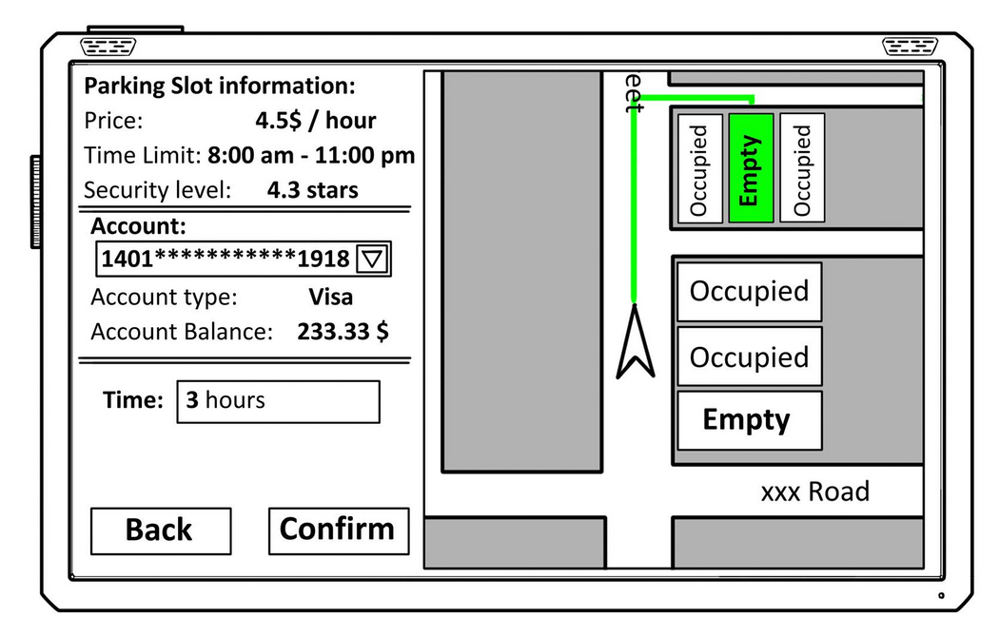 Parking Slot information:
Price: 4.5$ / hour
Time Limit: 8:00 am - 11:00 pm
Security level: 4.3 stars
Account:
1401***********1918
Account type: Visa
Account Balance: 233.33 $
Time: 3 hours
Back Confirm
eet
Occupied
Empty
Occupied
Occupied
Occupied
Empty
xxx Road